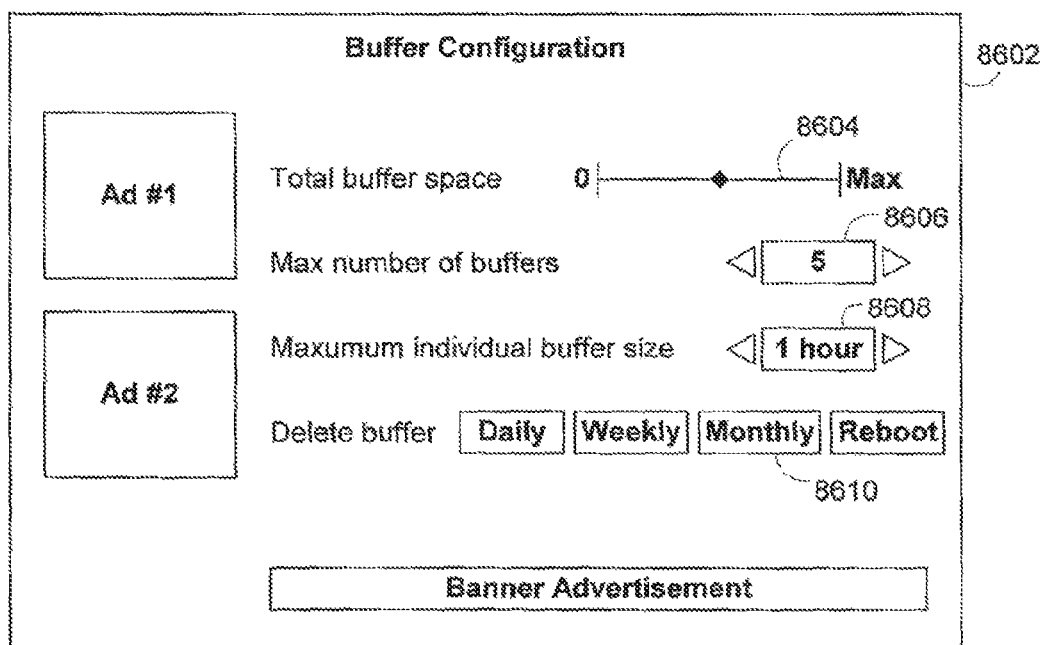 Buffer Configuration
8602
Ad #1
Total buffer space 0 Max
8604
Max number of buffers 5
8606
Maxumum individual buffer size 1 hour
8608
Ad #2
Delete buffer Daily Weekly Monthly Reboot
8610
Banner Advertisement